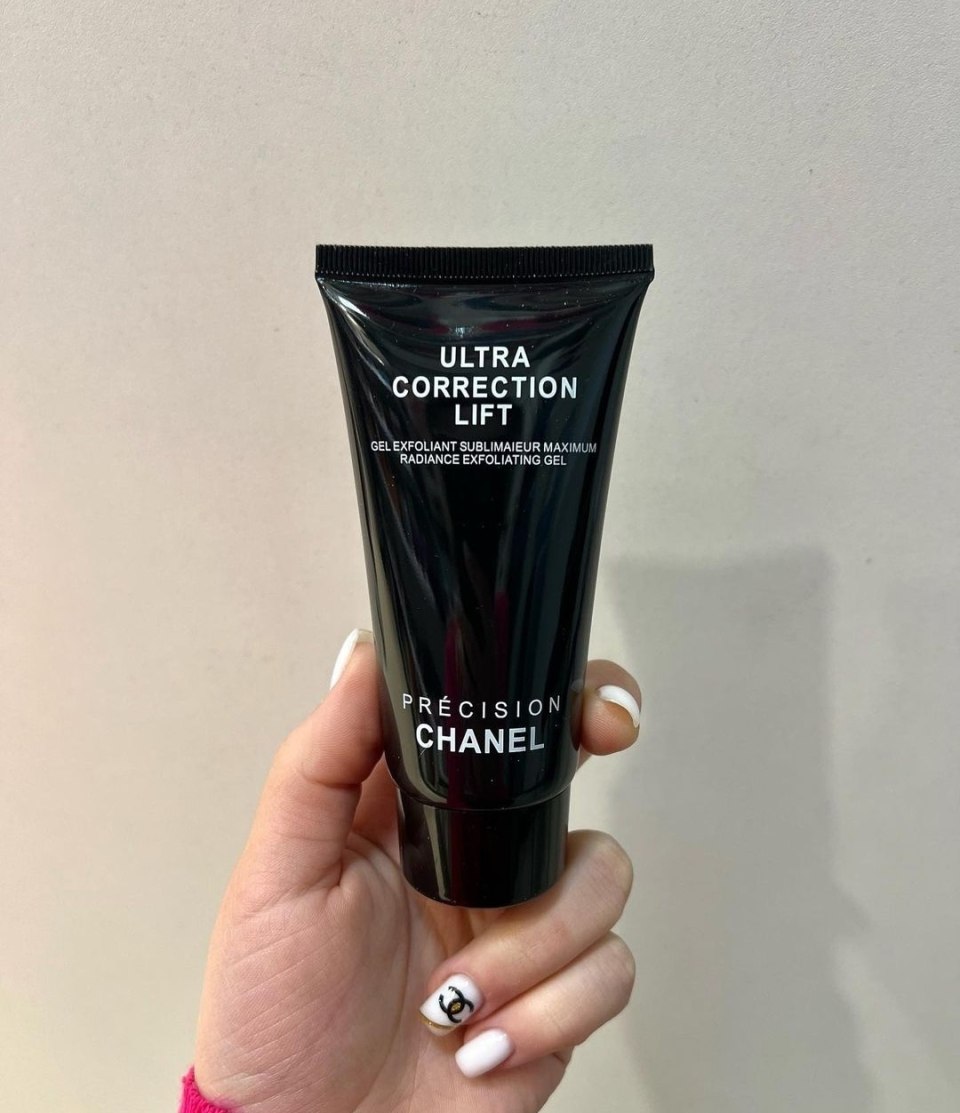 ULTRA
CORRECTION
LIFT
GEL EXFOLIANT SUBLIMAIEUR MAXIMUM
RADIANCE EXFOLIATING GEL
PRÉCISION
CHANEL